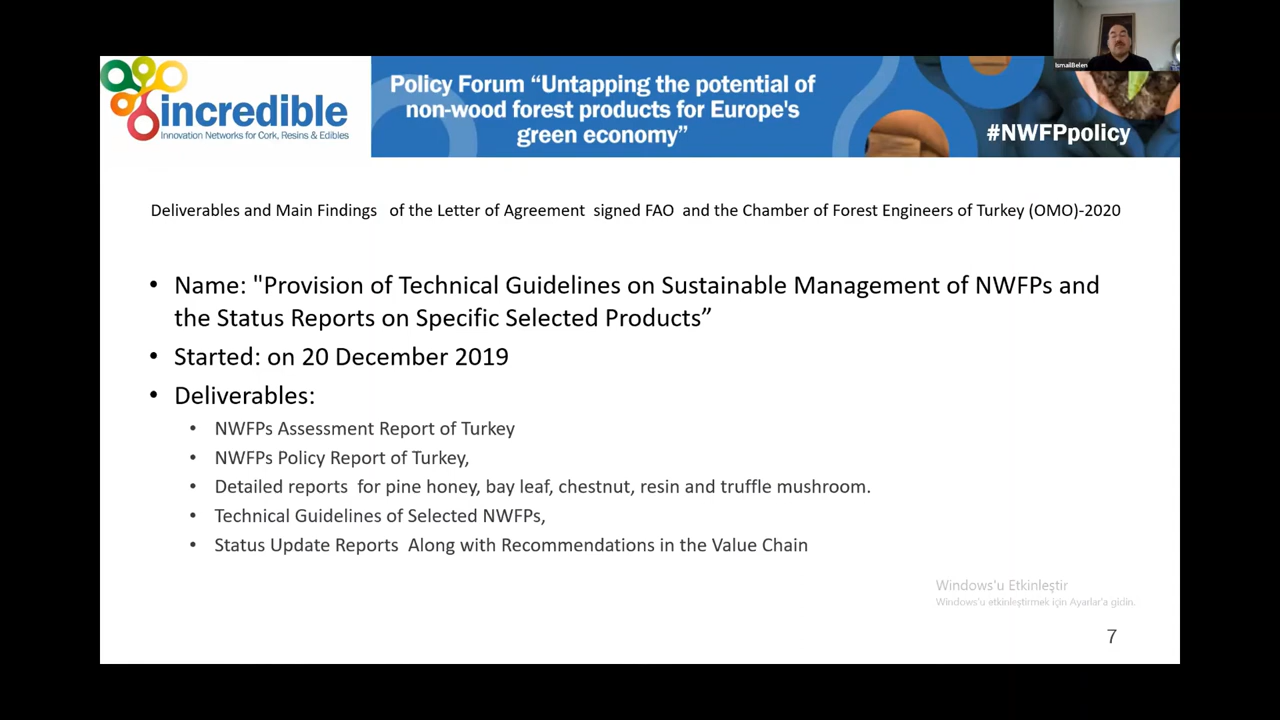 IsmailBelen
incredible
Innovation Networks for Cork, Resins & Edibles
Policy Forum “Untapping the potential of
non-wood forest products for Europe's
green economy”
#NWFPpolicy
Deliverables and Main Findings of the Letter of Agreement signed FAO and the Chamber of Forest Engineers of Turkey (OMO)-2020
• Name: "Provision of Technical Guidelines on Sustainable Management of NWFPs and
the Status Reports on Specific Selected Products”
• Started: on 20 December 2019
• Deliverables:
• NWFPs Assessment Report of Turkey
• NWFPs Policy Report of Turkey,
• Detailed reports for pine honey, bay leaf, chestnut, resin and truffle mushroom.
• Technical Guidelines of Selected NWFPs,
• Status Update Reports Along with Recommendations in the Value Chain
Windows'u Etkinleştir
Windows'u etkinleştirmek için Ayarlar'a gidin.
7